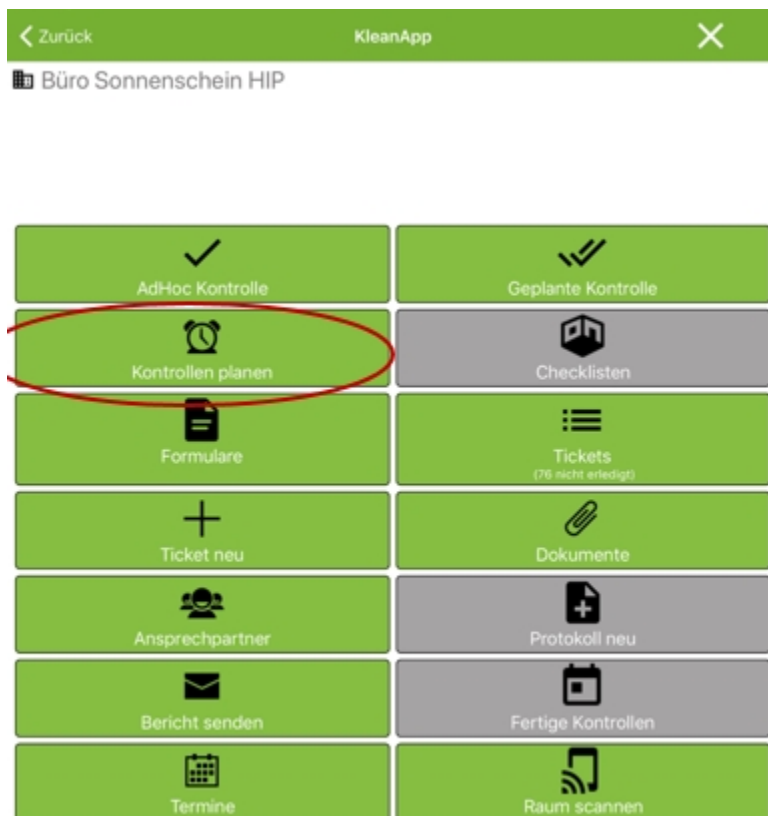 Zurück
KleanApp
Büro Sonnenschein HIP
AdHoc Kontrolle
Geplante Kontrolle
Kontrollen planen
Checklisten
Formulare
Tickets
(76 nicht erledigt)
Ticket neu
Dokumente
Ansprechpartner
Protokoll neu
Bericht senden
Fertige Kontrollen
Termine
Raum scannen